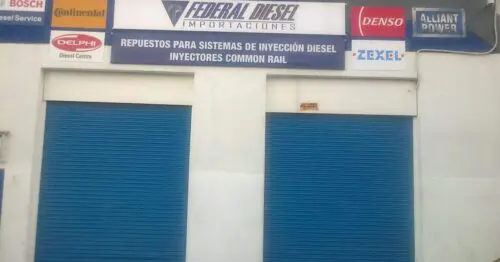 BOSCH
Diesel Service
Continental
DELPHI
Diesel Centre
FEDERAL DIESEL
IMPORTACIONES
REPUESTOS PARA SISTEMAS DE INYECCIÓN DIESEL
INYECTORES COMMON RAIL
DENSO
ZEXEL
ALLIANT
POWER